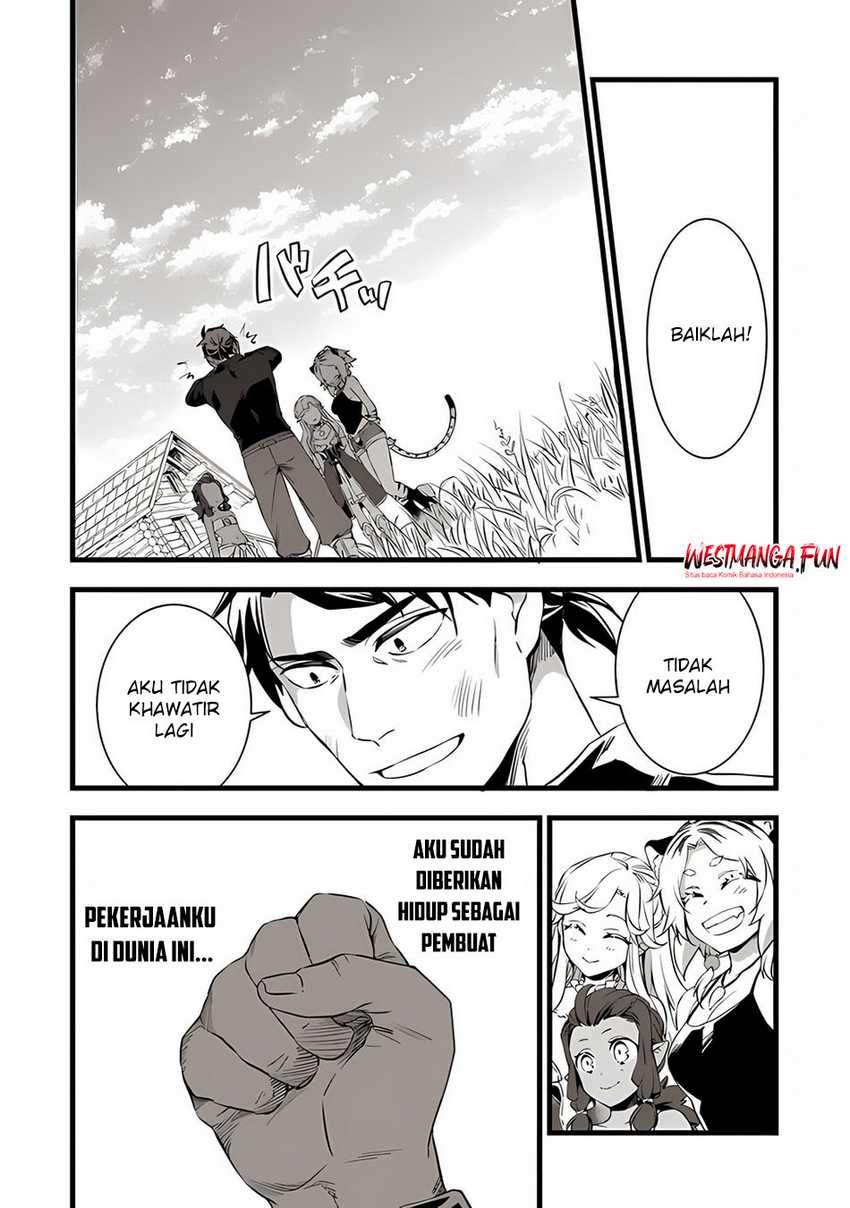 BAIKLAH!
バチッ
WESTMANGA.FUN
Situs baca Komik Bahasa Indonesia
TIDAK
MASALAH
AKU TIDAK
KHAWATIR
LAGI
AKU SUDAH
DIBERIKAN
HIDUP SEBAGAI
PEMBUAT
PEKERJAANKU
DI DUNIA INI...